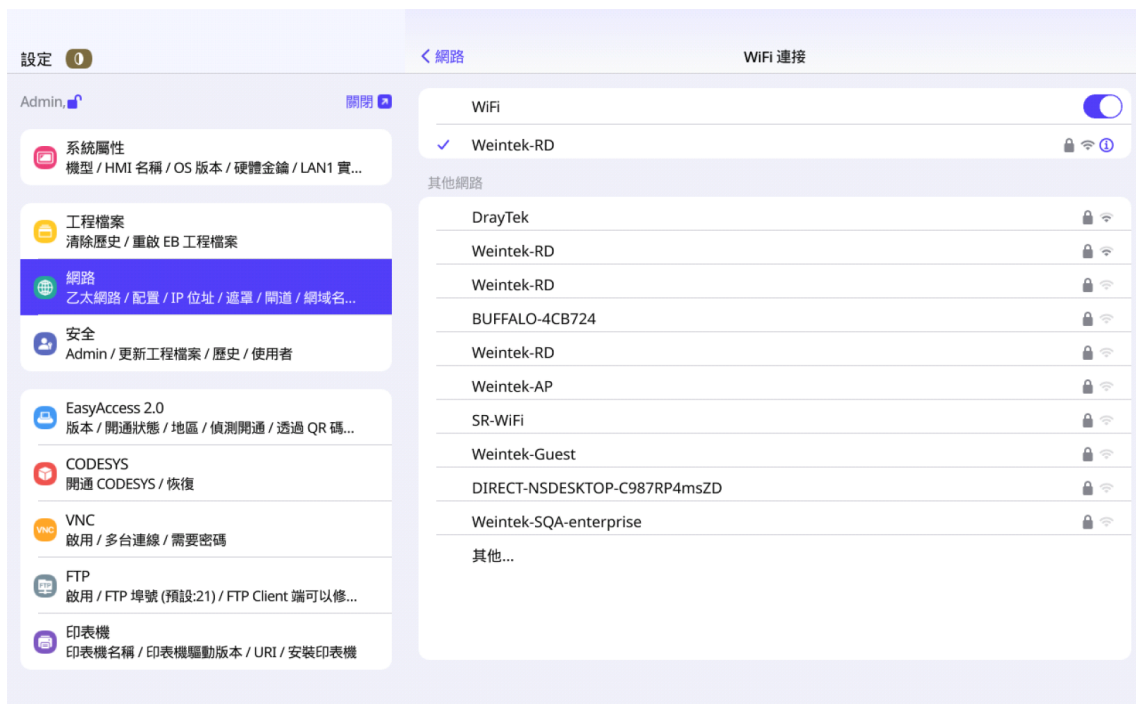 設定
Admin,
關閉
系統屬性
機型 / HMI 名稱 / OS 版本 / 硬體金鑰 / LAN1 實...
工程檔案
清除歷史 / 重啟 EB 工程檔案
網路
乙太網路 / 配置 / IP 位址 / 遮罩 / 閘道 / 網域名...
安全
Admin / 更新工程檔案 / 歷史 / 使用者
EasyAccess 2.0
版本 / 開通狀態 / 地區 / 偵測開通 / 透過 QR 碼...
CODESYS
開通 CODESYS / 恢復
VNC
VNC
啟用 / 多台連線 / 需要密碼
FTP
FTP
啟用 / FTP 埠號 (預設:21) / FTP Client 端可以修...
印表機
印表機名稱 / 印表機驅動版本 / URI / 安裝印表機
網路
WiFi 連接
WiFi
Weintek-RD
其他網路
DrayTek
Weintek-RD
Weintek-RD
BUFFALO-4CB724
Weintek-RD
Weintek-AP
SR-WiFi
Weintek-Guest
DIRECT-NSDESKTOP-C987RP4msZD
Weintek-SQA-enterprise
其他...